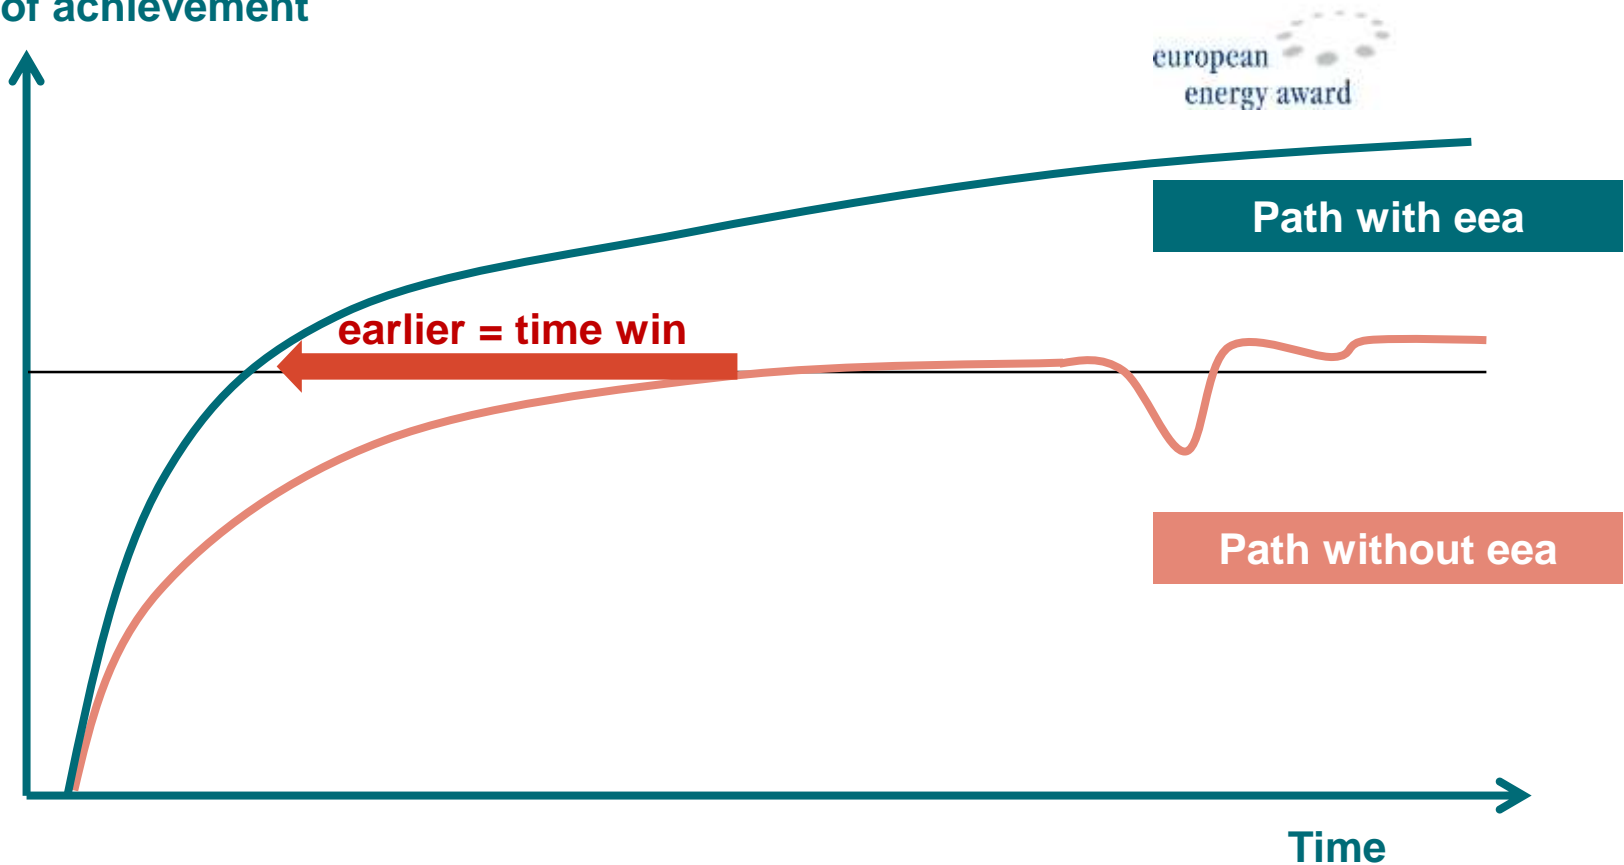 of achievement
european
energy award
Path with eea
earlier = time win
Path without eea
Time